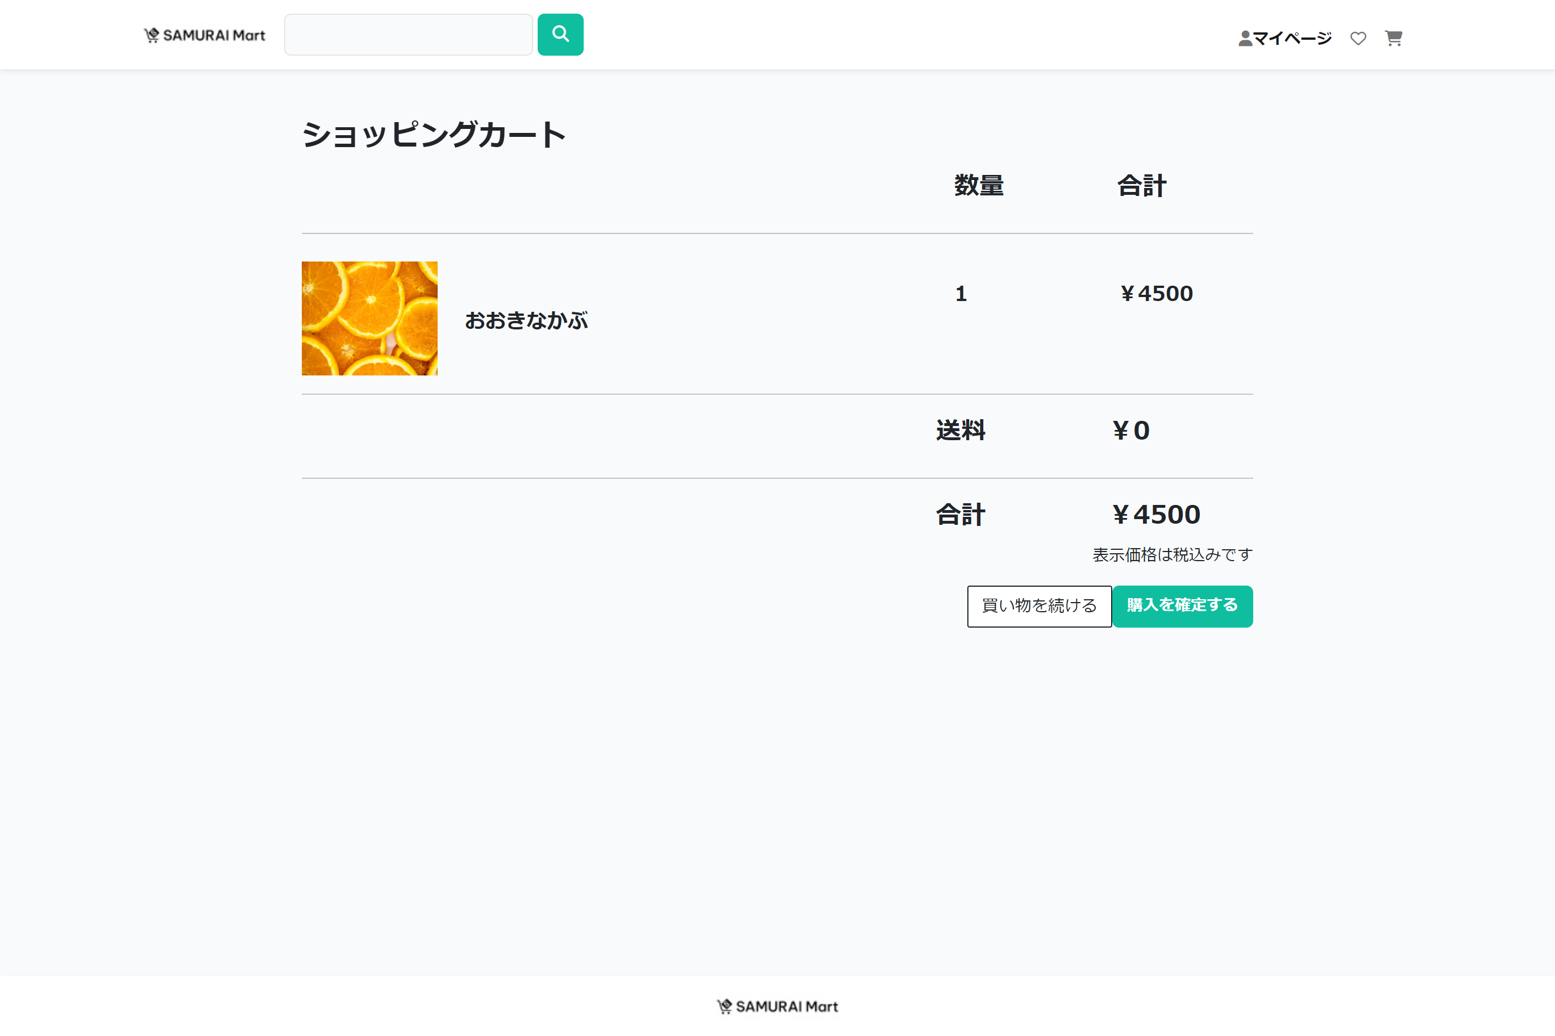 SAMURAI Mart
マイページ
ショッピングカート
数量 合計
おおきなかぶ
1 ￥4500
送料 ￥0
合計 ￥4500
表示価格は税込みです
買い物を続ける 購入を確定する
SAMURAI Mart